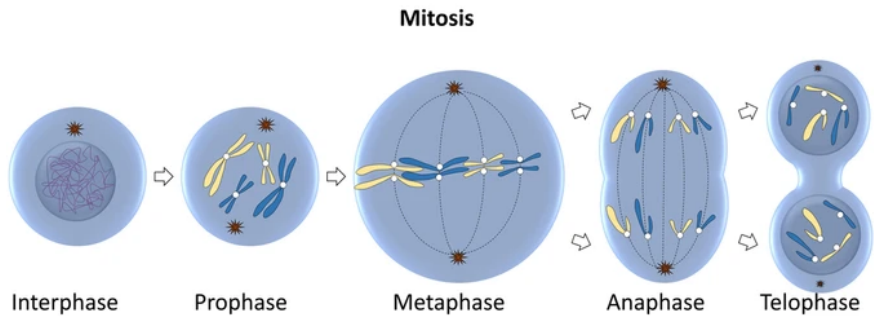 Mitosis
Interphase
Prophase
Metaphase
Anaphase
Telophase